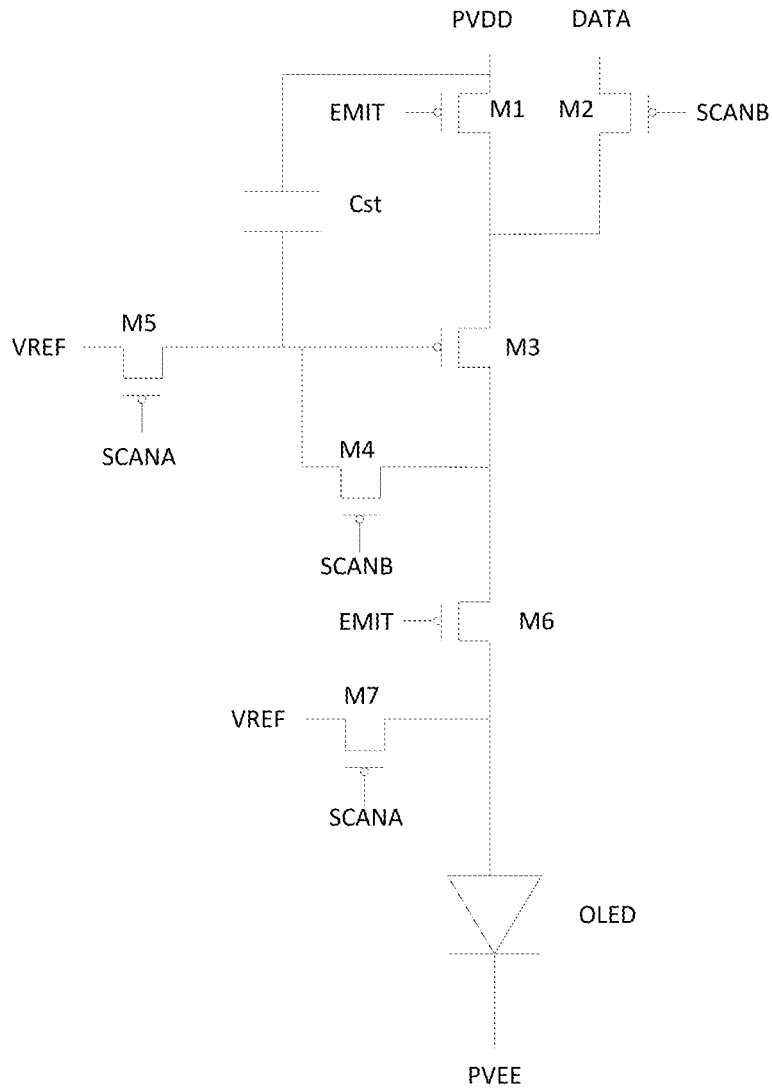 PVDD DATA
EMIT M1 M2 SCANB
Cst
M5
VREF M3
SCANA
M4
SCANB
EMIT M6
M7
VREF
SCANA
OLED
PVEE